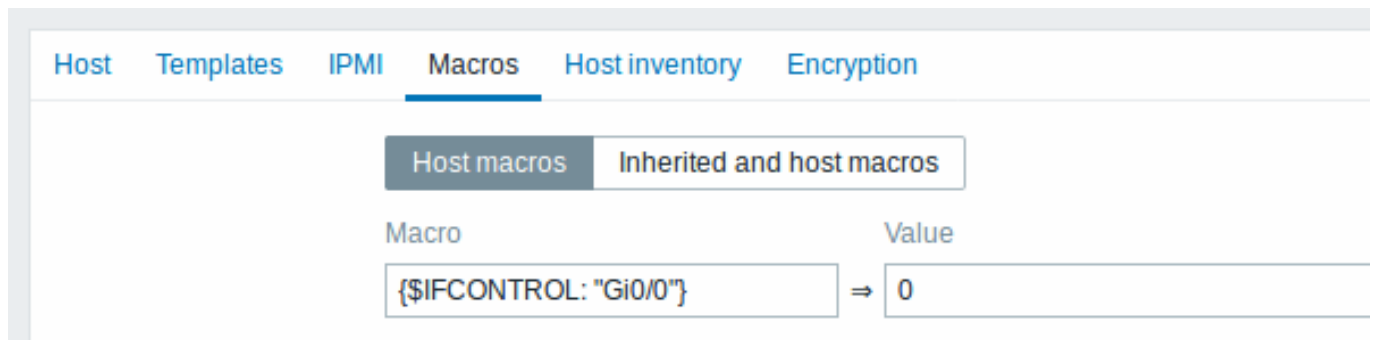 Host Templates IPMI Macros Host inventory Encryption
Host macros Inherited and host macros
Macro Value
{$IFCONTROL: "Gi0/0"} ⇒ 0